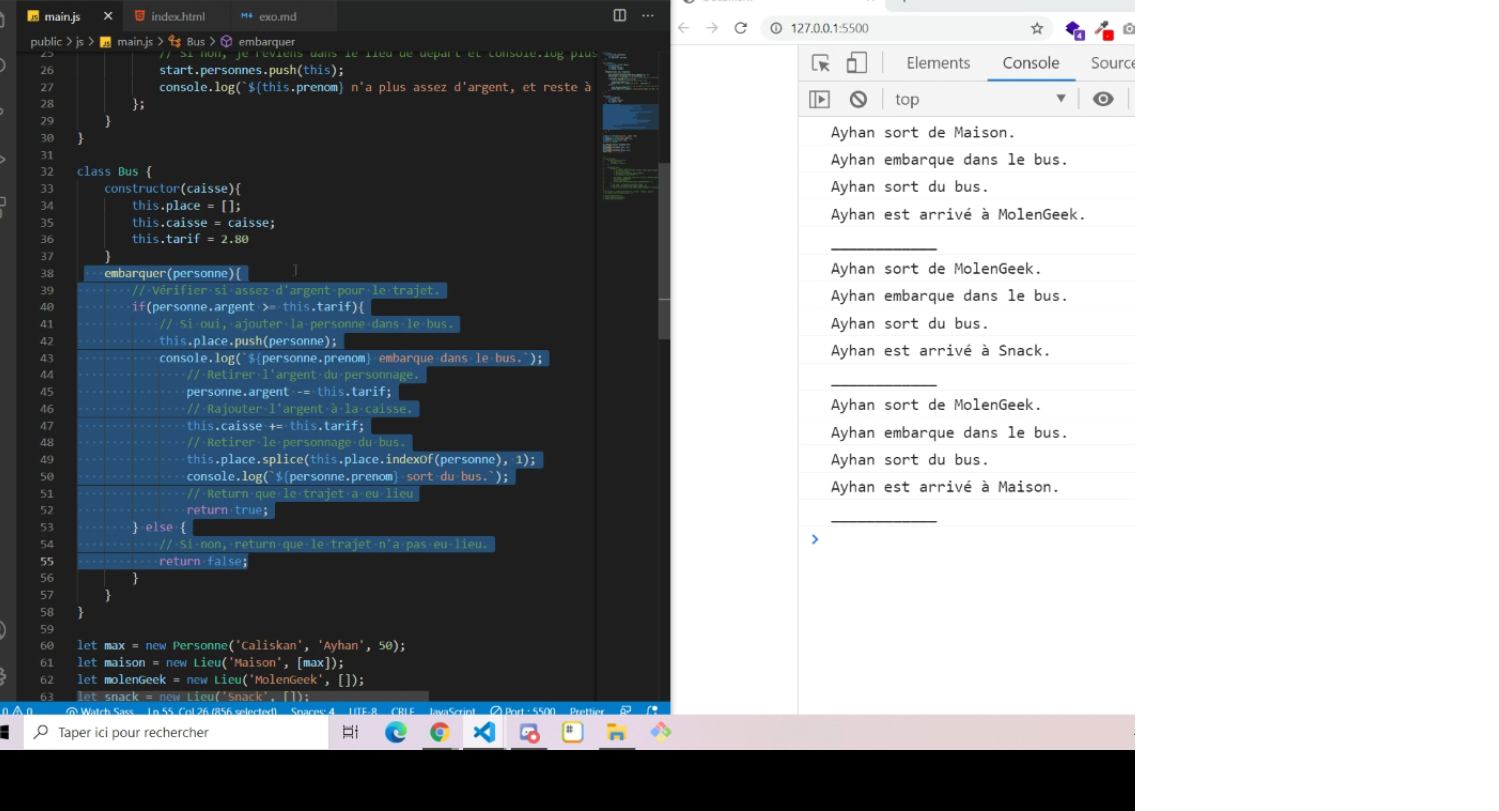 main.js
index.html
exo.md
public > js > main.js > Bus > embarquer
25 // Si non, je reviens dans le lieu de départ et console.log plus
26 start.personnes.push(this);
27 console.log(`${this.prenom} n'a plus assez d'argent, et reste à
28 };
29 }
30 }
31
32 class Bus {
33 constructor(caisse){
34 this.place = [];
35 this.caisse = caisse;
36 this.tarif = 2.80
37 }
38 embarquer(personne){
39 // Vérifier si assez d'argent pour le trajet.
40 if(personne.argent >= this.tarif){
41 // Si oui, ajouter la personne dans le bus.
42 this.place.push(personne);
43 console.log(`${personne.prenom} embarque dans le bus.`);
44 // Retirer l'argent du personnage.
45 personne.argent -= this.tarif;
46 // Rajouter l'argent à la caisse.
47 this.caisse += this.tarif;
48 // Retirer le personnage du bus.
49 this.place.splice(this.place.indexOf(personne), 1);
50 console.log(`${personne.prenom} sort du bus.`);
51 // Return que le trajet a eu lieu
52 return true;
53 } else {
54 // Si non, return que le trajet n'a pas eu lieu.
55 return false;
56 }
57 }
58 }
59
60 let max = new Personne('Caliskan', 'Ayhan', 50);
61 let maison = new Lieu('Maison', [max]);
62 let molenGeek = new Lieu('MolenGeek', []);
63 let snack = new Lieu('Snack', []);
0 0 Watch Sass Ln 55, Col 26 (856 selected) Spaces: 4 UTF-8 CRLF JavaScript Port : 5500 Prettier
Taper ici pour rechercher
127.0.0.1:5500
4
Elements Console Source
top
Ayhan sort de Maison.
Ayhan embarque dans le bus.
Ayhan sort du bus.
Ayhan est arrivé à MolenGeek.
____________
Ayhan sort de MolenGeek.
Ayhan embarque dans le bus.
Ayhan sort du bus.
Ayhan est arrivé à Snack.
____________
Ayhan sort de MolenGeek.
Ayhan embarque dans le bus.
Ayhan sort du bus.
Ayhan est arrivé à Maison.
____________